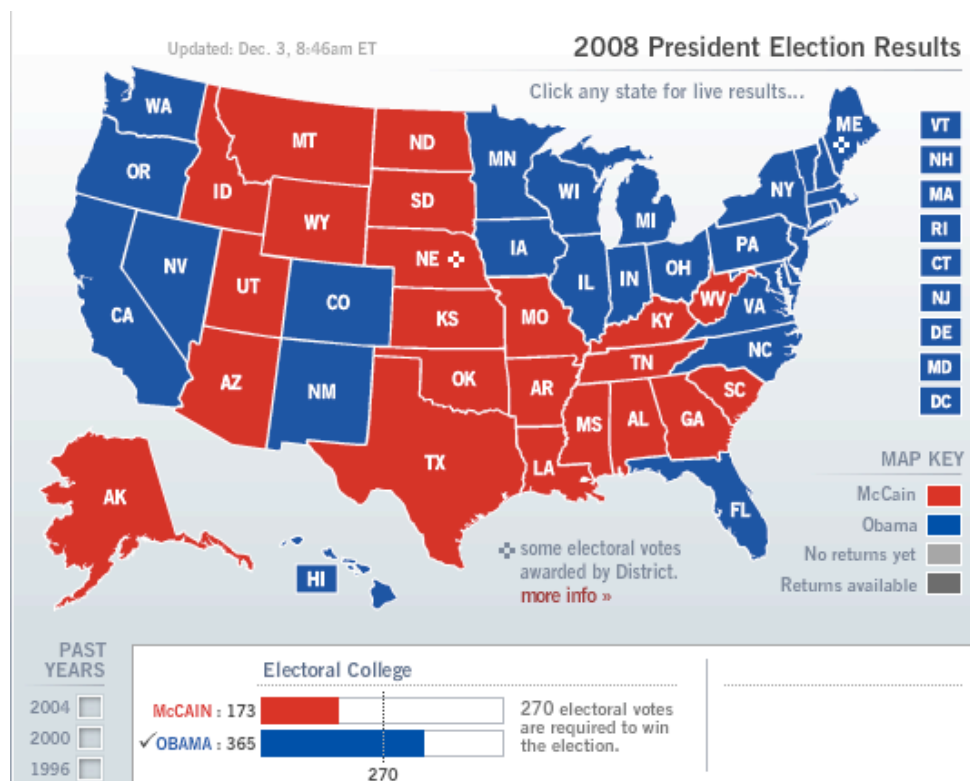 Updated: Dec. 3, 8:46am ET
2008 President Election Results
Click any state for live results...
WA
OR
CA
NV
ID
MT
WY
UT
AZ
CO
NM
ND
SD
NE
KS
OK
TX
MN
IA
MO
AR
LA
WI
IL
IN
MI
OH
KY
TN
MS
AL
GA
SC
NC
VA
WV
PA
NY
ME
FL
AK
HI
VT
NH
MA
RI
CT
NJ
DE
MD
DC
MAP KEY
McCain
Obama
No returns yet
Returns available
some electoral votes
awarded by District.
more info »
PAST
YEARS
2004
2000
1996
Electoral College
McCAIN : 173
✓OBAMA : 365
270
270 electoral votes
are required to win
the election.